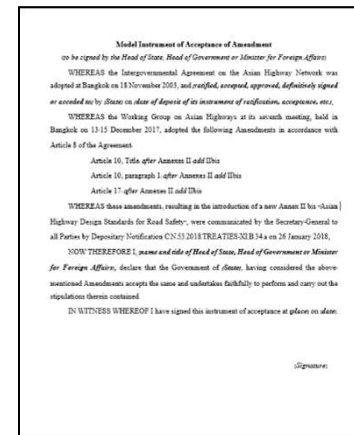 Model Instrument of Acceptance of Amendment
(to be signed by the Head of State, Head of Government or Minister for Foreign Affairs)
WHEREAS the Intergovernmental Agreement on the Asian Highway Network was
adopted at Bangkok on 18 November 2003, and ratified, accepted, approved, definitively signed
or acceded to by (State) on (date of deposit of its instrument of ratification, acceptance, etc.),
WHEREAS the Working Group on Asian Highways at its seventh meeting, held in
Bangkok on 13-15 December 2017, adopted the following Amendments in accordance with
Article 8 of the Agreement
Article 10, Title after Annexes II add IIbis
Article 10, paragraph 1 after Annexes II add IIbis
Article 17 after Annexes II add IIbis
WHEREAS these amendments, resulting in the introduction of a new Annex II bis "Asian
Highway Design Standards for Road Safety", were communicated by the Secretary-General to
all Parties by Depositary Notification C.N.55.2018.TREATIES-XI.B.34.a on 26 January 2018,
NOW THEREFORE I, (name and title of Head of State, Head of Government or Minister
for Foreign Affairs), declare that the Government of (State), having considered the above-
mentioned Amendments accepts the same and undertakes faithfully to perform and carry out the
stipulations therein contained.
IN WITNESS WHEREOF I have signed this instrument of acceptance at (place) on (date)
(Signature)